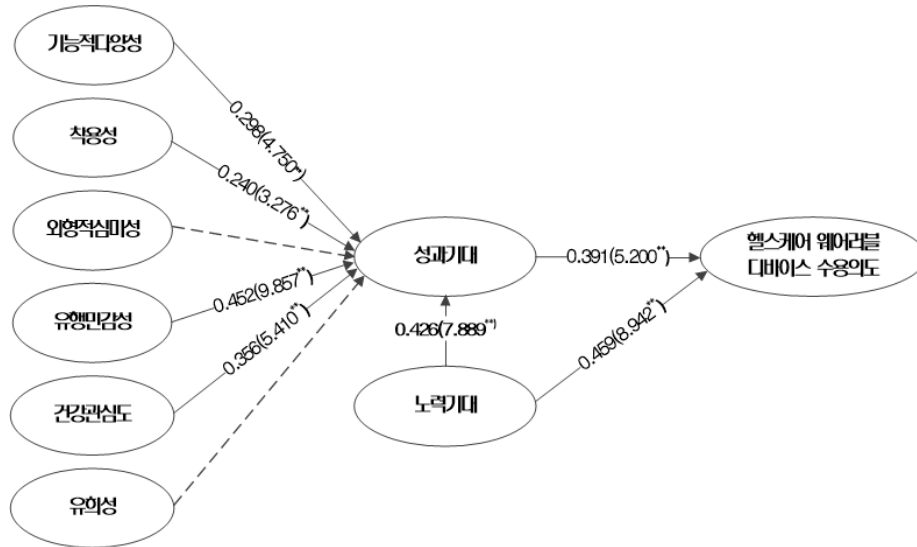 기능적다양성
0.298(4.750**)
착용성
0.240(3.276**)
외형적심미성
성과기대
0.391(5.200**)
헬스케어 웨어러블
디바이스 수용의도
유행민감성
0.452(9.857**)
0.426(7.889**)
0.459(8.942**)
건강관심도
0.356(5.410**)
노력기대
유희성